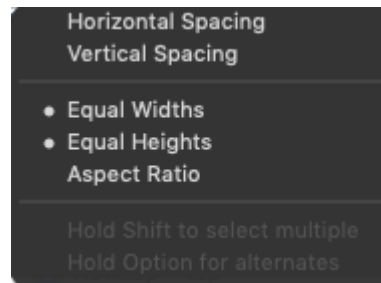 Horizontal Spacing
Vertical Spacing
Equal Widths
Equal Heights
Aspect Ratio
Hold Shift to select multiple
Hold Option for alternates